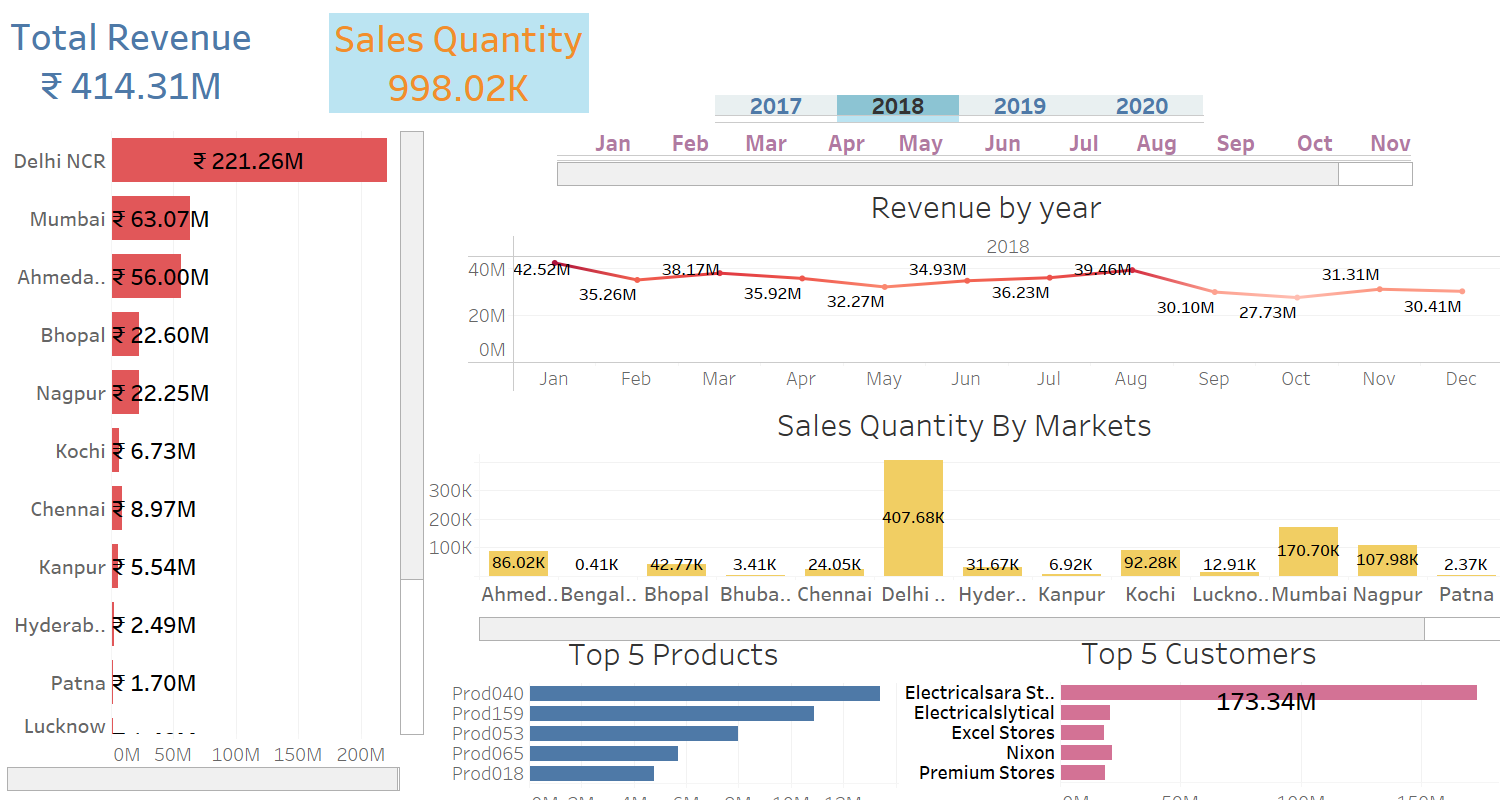 Total Revenue
₹ 414.31M
Sales Quantity
998.02K
2017 2018 2019 2020
Jan Feb Mar Apr May Jun Jul Aug Sep Oct Nov
Delhi NCR ₹ 221.26M
Mumbai ₹ 63.07M
Ahmeda.. ₹ 56.00M
Bhopal ₹ 22.60M
Nagpur ₹ 22.25M
Kochi ₹ 6.73M
Chennai ₹ 8.97M
Kanpur ₹ 5.54M
Hyderab.. ₹ 2.49M
Patna ₹ 1.70M
Lucknow
0M 50M 100M 150M 200M
Revenue by year
2018
40M
20M
0M
42.52M 35.26M 38.17M 35.92M 32.27M 34.93M 36.23M 39.46M 30.10M 27.73M 31.31M 30.41M
Jan Feb Mar Apr May Jun Jul Aug Sep Oct Nov Dec
Sales Quantity By Markets
300K
200K
100K
86.02K 0.41K 42.77K 3.41K 24.05K 407.68K 31.67K 6.92K 92.28K 12.91K 170.70K 107.98K 2.37K
Ahmed.. Bengal.. Bhopal Bhuba.. Chennai Delhi .. Hyder.. Kanpur Kochi Luckno.. Mumbai Nagpur Patna
Top 5 Products
Prod040
Prod159
Prod053
Prod065
Prod018
Top 5 Customers
Electricalsara St.. 173.34M
Electricalslytical
Excel Stores
Nixon
Premium Stores